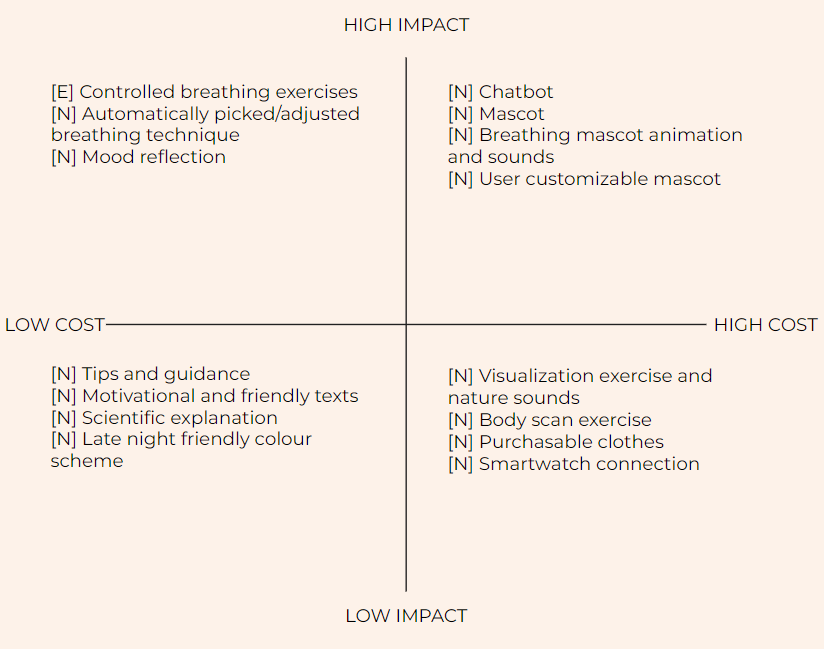 HIGH IMPACT
[E] Controlled breathing exercises
[N] Automatically picked/adjusted
breathing technique
[N] Mood reflection
[N] Chatbot
[N] Mascot
[N] Breathing mascot animation
and sounds
[N] User customizable mascot
LOW COST
HIGH COST
[N] Tips and guidance
[N] Motivational and friendly texts
[N] Scientific explanation
[N] Late night friendly colour
scheme
[N] Visualization exercise and
nature sounds
[N] Body scan exercise
[N] Purchasable clothes
[N] Smartwatch connection
LOW IMPACT